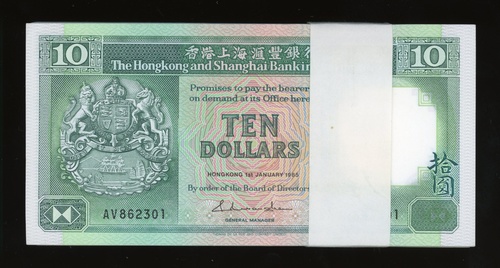 10 香港上海滙豐銀行 10
The Hongkong and Shanghai Bankin
Promises to pay the bearer
on demand at its Office here
TEN
DOLLARS
HONGKONG 1st JANUARY 1985
By order of the Board of Directors
GENERAL MANAGER
拾圓
AV862301 01